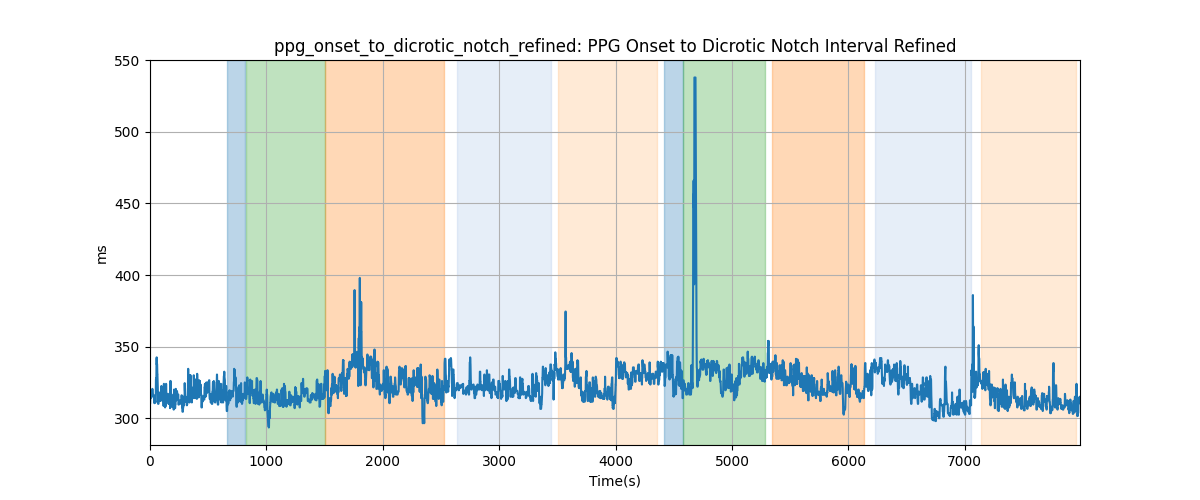 ppg_onset_to_dicrotic_notch_refined: PPG Onset to Dicrotic Notch Interval Refined
550
500
450
400
350
300
ms
0 1000 2000 3000 4000 5000 6000 7000
Time(s)